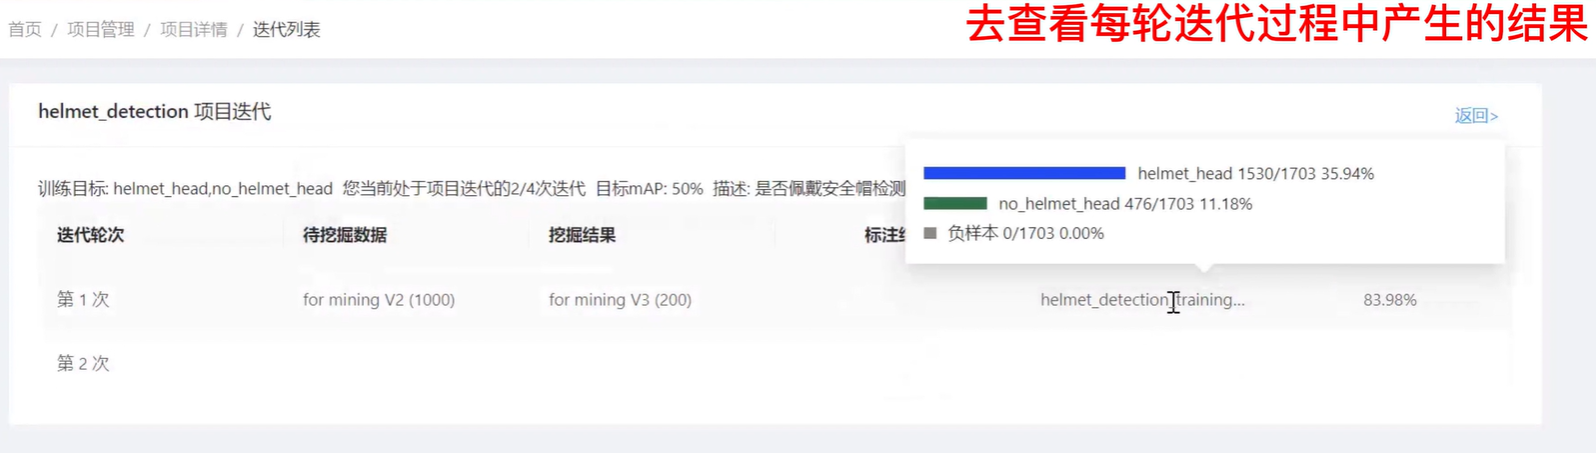 首页 / 项目管理 / 项目详情 / 迭代列表
去查看每轮迭代过程中产生的结果
helmet_detection 项目迭代
返回>
helmet_head 1530/1703 35.94%
训练目标: helmet_head,no_helmet_head 您当前处于项目迭代的2/4次迭代 目标mAP: 50% 描述: 是否佩戴安全帽检测
no_helmet_head 476/1703 11.18%
负样本 0/1703 0.00%
迭代轮次 待挖掘数据 挖掘结果 标注
第 1 次 for mining V2 (1000) for mining V3 (200) helmet_detection_training... 83.98%
第 2 次